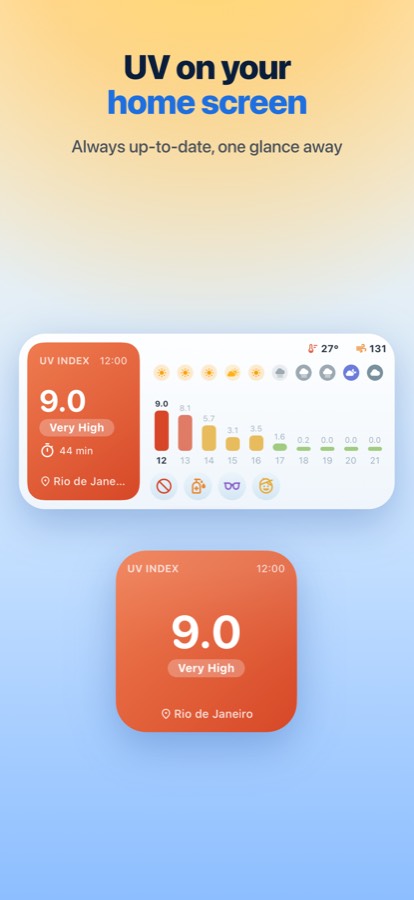 UV on your
home screen
Always up-to-date, one glance away
27° 131
UV INDEX 12:00
9.0
Very High
44 min
Rio de Jane...
9.0 8.1 5.7 3.1 3.5 1.6 0.2 0.0 0.0 0.0
12 13 14 15 16 17 18 19 20 21
UV INDEX 12:00
9.0
Very High
Rio de Janeiro